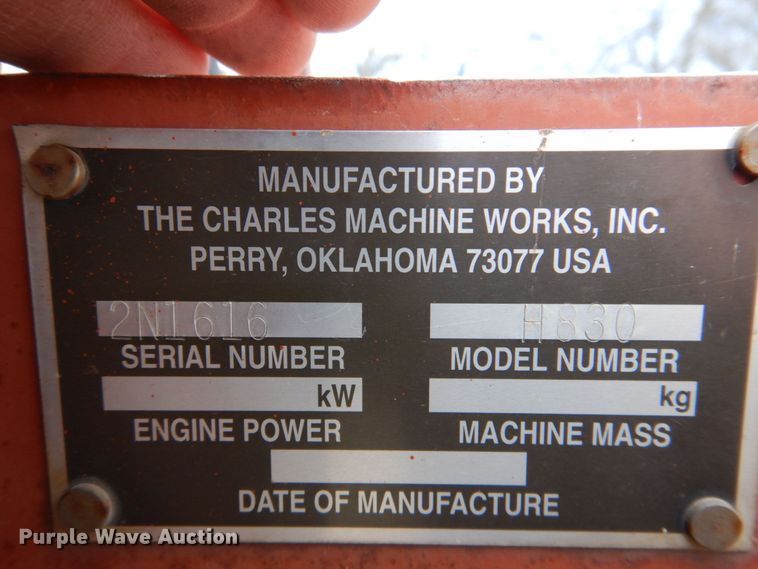 MANUFACTURED BY
THE CHARLES MACHINE WORKS, INC.
PERRY, OKLAHOMA 73077 USA
2N1616 H830
SERIAL NUMBER MODEL NUMBER
kW kg
ENGINE POWER MACHINE MASS
DATE OF MANUFACTURE
Purple Wave Auction®